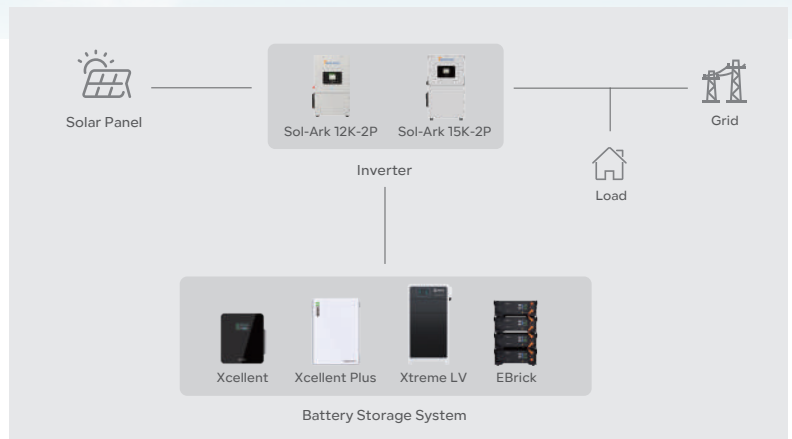 Solar Panel
Sol-Ark 12K-2P
Sol-Ark 15K-2P
Inverter
Grid
Load
Xcellent
Xcellent Plus
Xtreme LV
EBrick
Battery Storage System